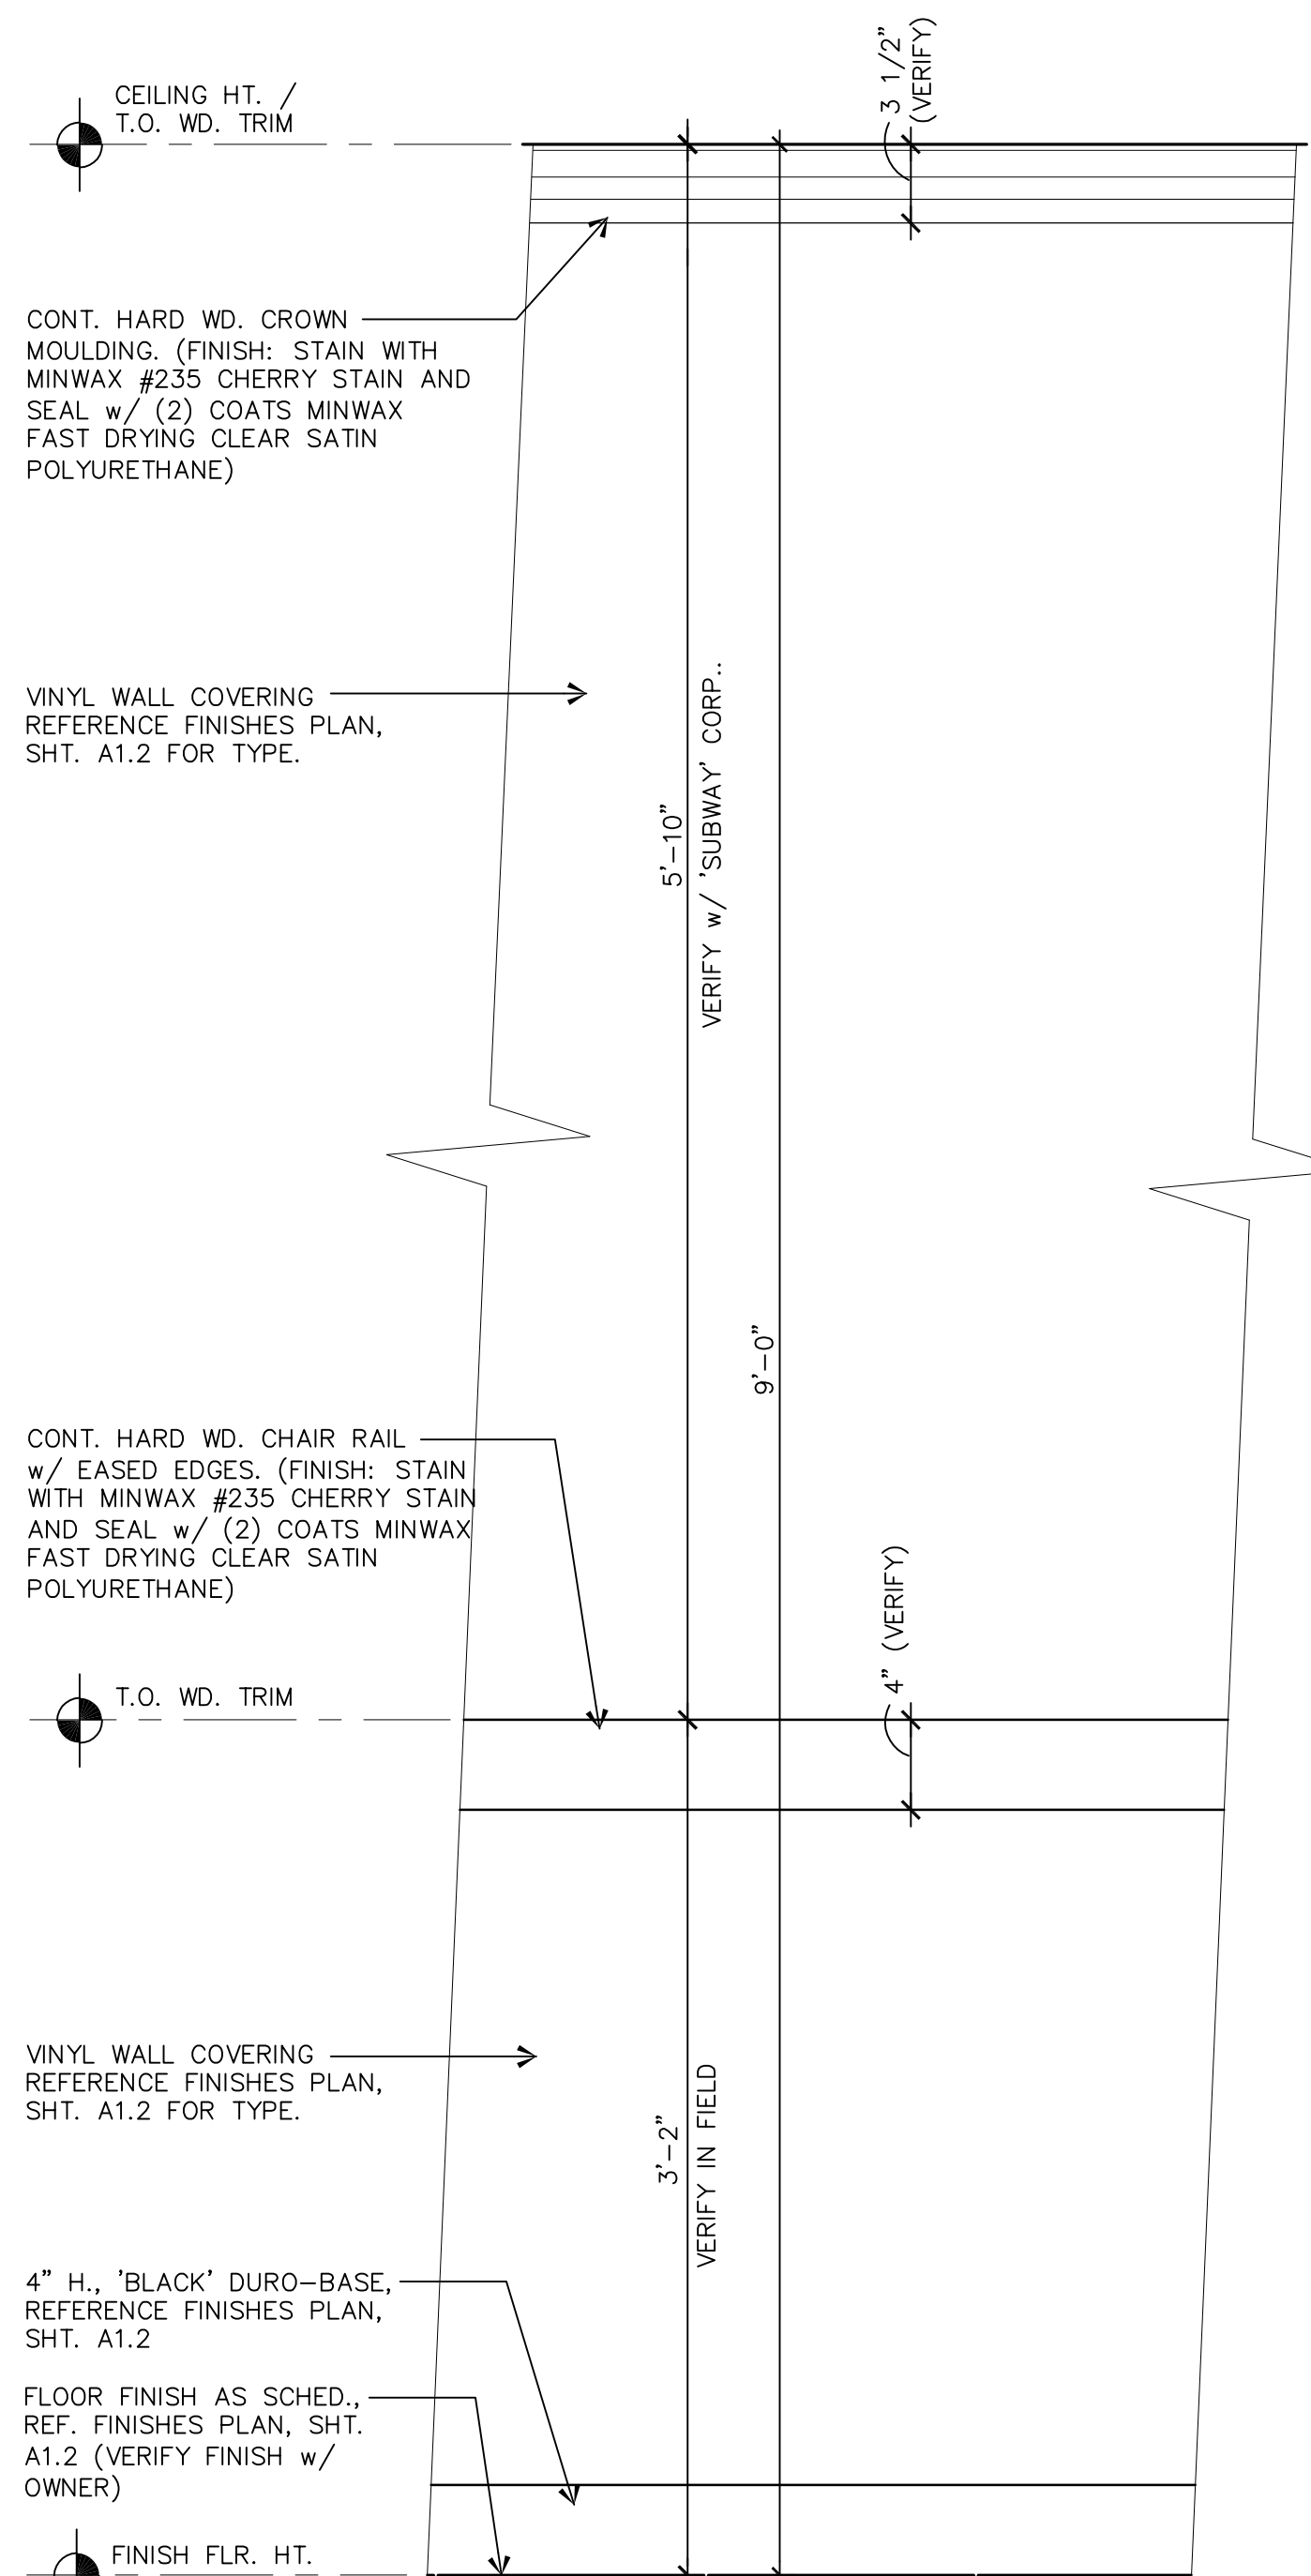 3 1/2"
(VERIFY)
CEILING HT. /
T.O. WD. TRIM
CONT. HARD WD. CROWN
MOULDING. (FINISH: STAIN WITH
MINWAX #235 CHERRY STAIN AND
SEAL w/ (2) COATS MINWAX
FAST DRYING CLEAR SATIN
POLYURETHANE)
VINYL WALL COVERING
REFERENCE FINISHES PLAN,
SHT. A1.2 FOR TYPE.
5'-10"
VERIFY w/ 'SUBWAY' CORP..
9'-0"
CONT. HARD WD. CHAIR RAIL
w/ EASED EDGES. (FINISH: STAIN
WITH MINWAX #235 CHERRY STAIN
AND SEAL w/ (2) COATS MINWAX
FAST DRYING CLEAR SATIN
POLYURETHANE)
4" (VERIFY)
T.O. WD. TRIM
VINYL WALL COVERING
REFERENCE FINISHES PLAN,
SHT. A1.2 FOR TYPE.
3'-2"
VERIFY IN FIELD
4" H., 'BLACK' DURO-BASE,
REFERENCE FINISHES PLAN,
SHT. A1.2
FLOOR FINISH AS SCHED.,
REF. FINISHES PLAN, SHT.
A1.2 (VERIFY FINISH w/
OWNER)
FINISH FLR. HT.